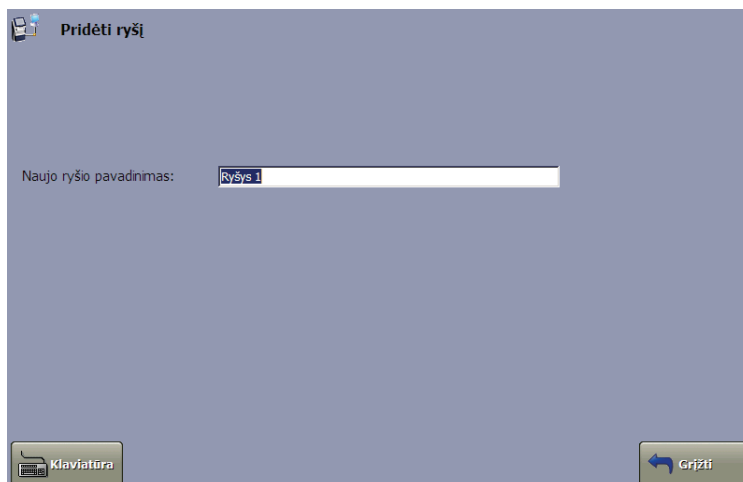 Pridėti ryšį
Naujo ryšio pavadinimas:
Ryšys 1
Klaviatūra
Grįžti